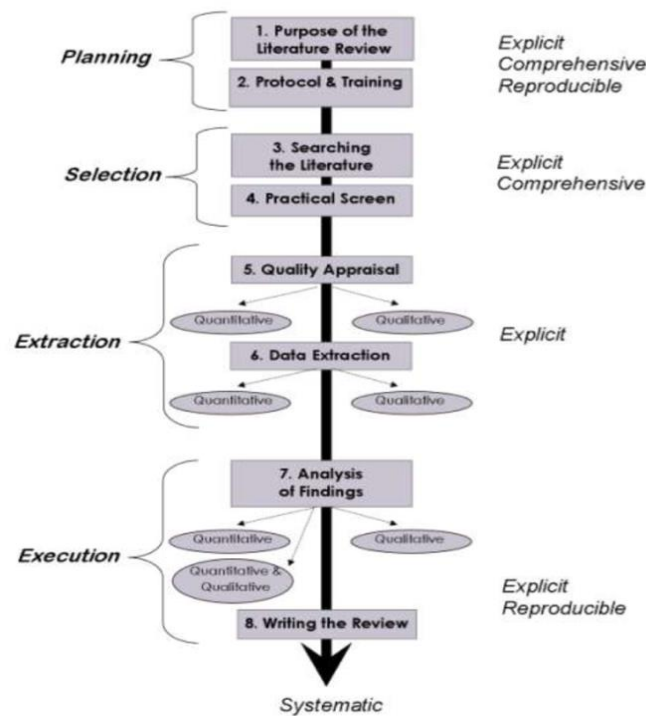 Planning
1. Purpose of the
Literature Review
2. Protocol & Training
Explicit
Comprehensive
Reproducible
Selection
3. Searching
the Literature
4. Practical Screen
Explicit
Comprehensive
Extraction
5. Quality Appraisal
Quantitative
Qualitative
6. Data Extraction
Quantitative
Qualitative
Explicit
Execution
7. Analysis
of Findings
Quantitative
Qualitative
Quantitative &
Qualitative
8. Writing the Review
Explicit
Reproducible
Systematic